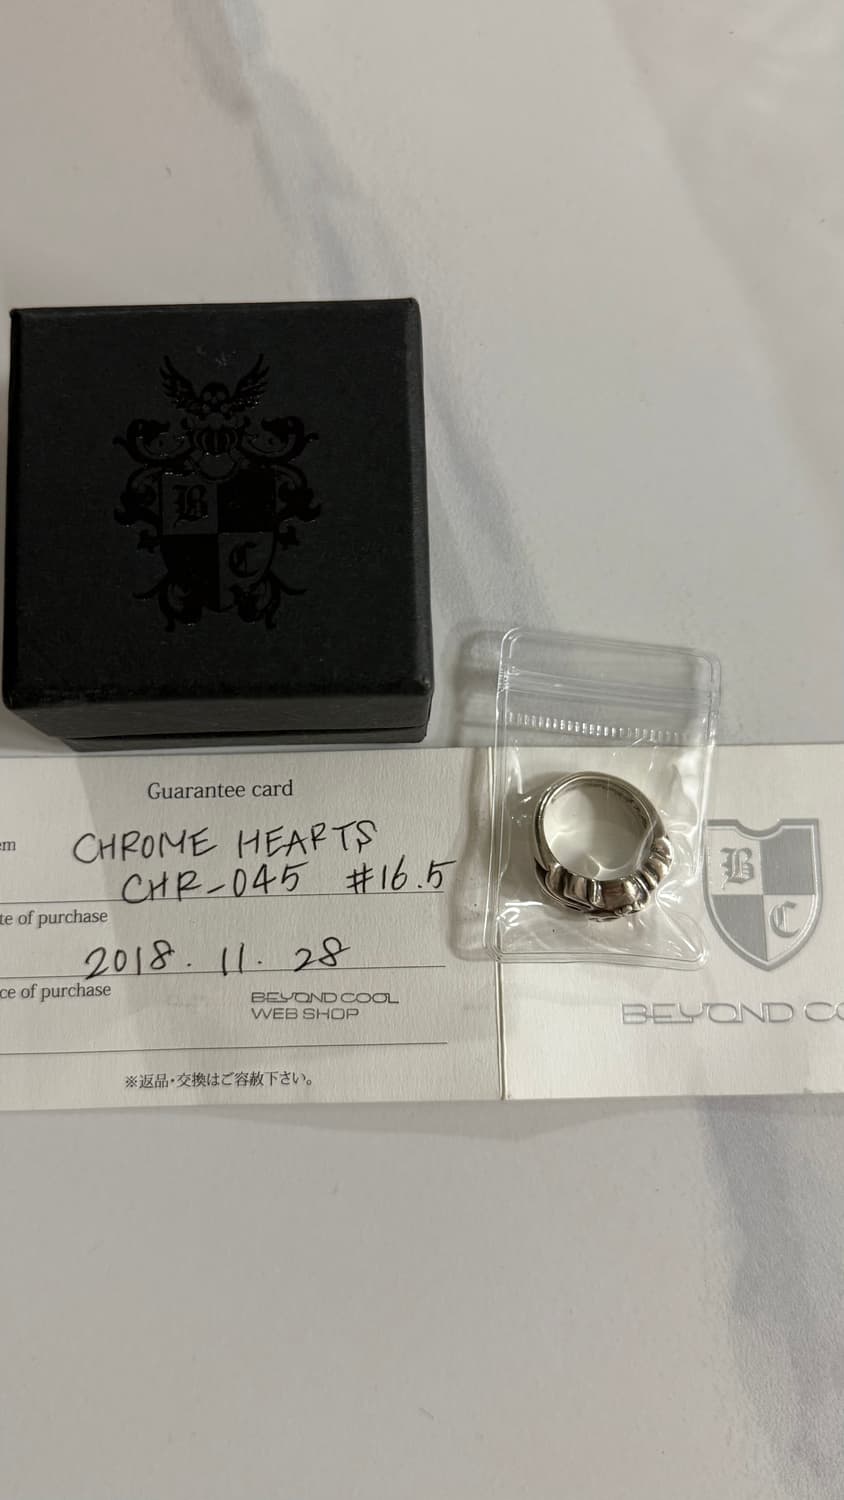 B
C
Guarantee card
em
CHROME HEARTS
CHR-045 #16.5
te of purchase
2018. 11. 28
ce of purchase
BEYOND COOL
WEB SHOP
※返品・交換はご容赦下さい。
B
C
BEYOND CO